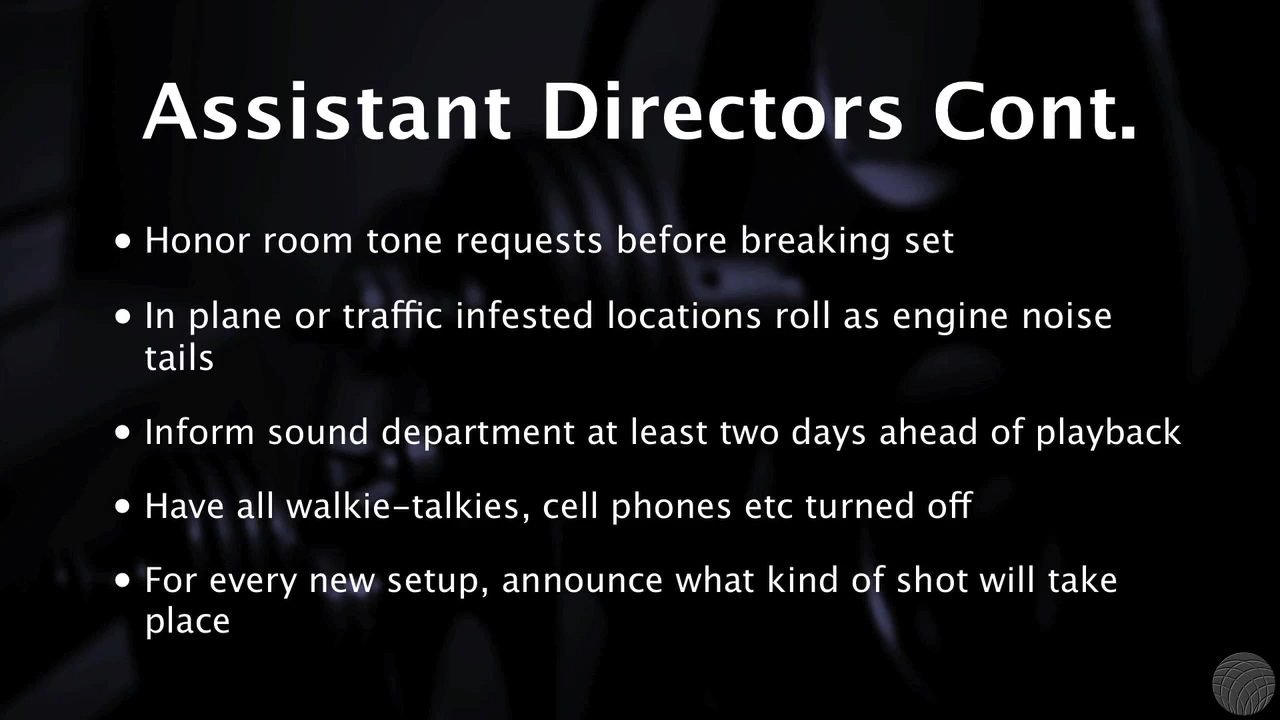 Assistant Directors Cont.
• Honor room tone requests before breaking set
• In plane or traffic infested locations roll as engine noise
tails
• Inform sound department at least two days ahead of playback
• Have all walkie-talkies, cell phones etc turned off
• For every new setup, announce what kind of shot will take
place